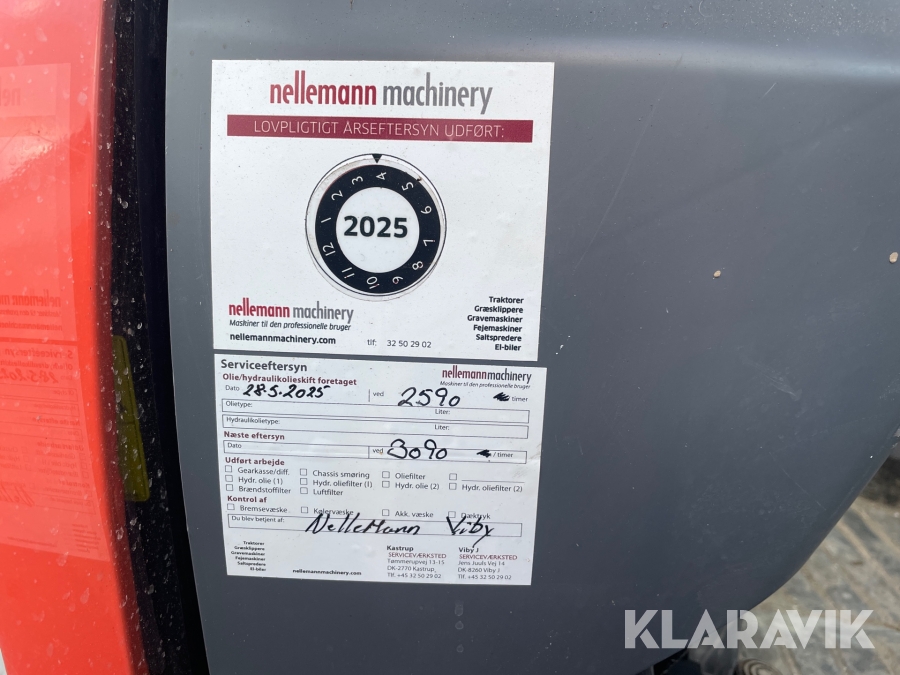 nellemann machinery
LOVPLIGTIGT ÅRSEFTERSYN UDFØRT:
1 2 3 4 5 6 7 8 9 10 11 12
2025
nellemann machinery
Maskiner til den professionelle bruger
nellemannmachinery.com tlf: 32 50 29 02
Traktorer
Græsklippere
Gravemaskiner
Fejemaskiner
Saltspredere
El-biler
Serviceeftersyn nellemannmachinery
Olie/hydraulikolieskift foretaget Maskiner til den professionelle bruger
Dato 28.5.2025 ved 2590 timer
Olietype: Liter:
Hydraulikolietype: Liter:
Næste eftersyn
Dato ved 3090 / timer
Udført arbejde
Gearkasse/diff. Chassis smøring Oliefilter
Hydr. olie (1) Hydr. oliefilter (1) Hydr. olie (2) Hydr. oliefilter (2)
Brændstoffilter Luftfilter
Kontrol af
Bremsevæske Kølervæske Akk. væske Dæktryk
Du blev betjent af: Nellemann Viby
Traktorer
Græsklippere
Gravemaskiner
Fejemaskiner
Saltspredere
El-biler
nellemannmachinery.com
Kastrup
SERVICEVÆRKSTED
Tømmerupvej 13-15
DK-2770 Kastrup,
Tlf. +45 32 50 29 02
Viby J
SERVICEVÆRKSTED
Jens Juuls Vej 14
DK-8260 Viby J
Tlf. +45 32 50 29 02
KLARAVIK